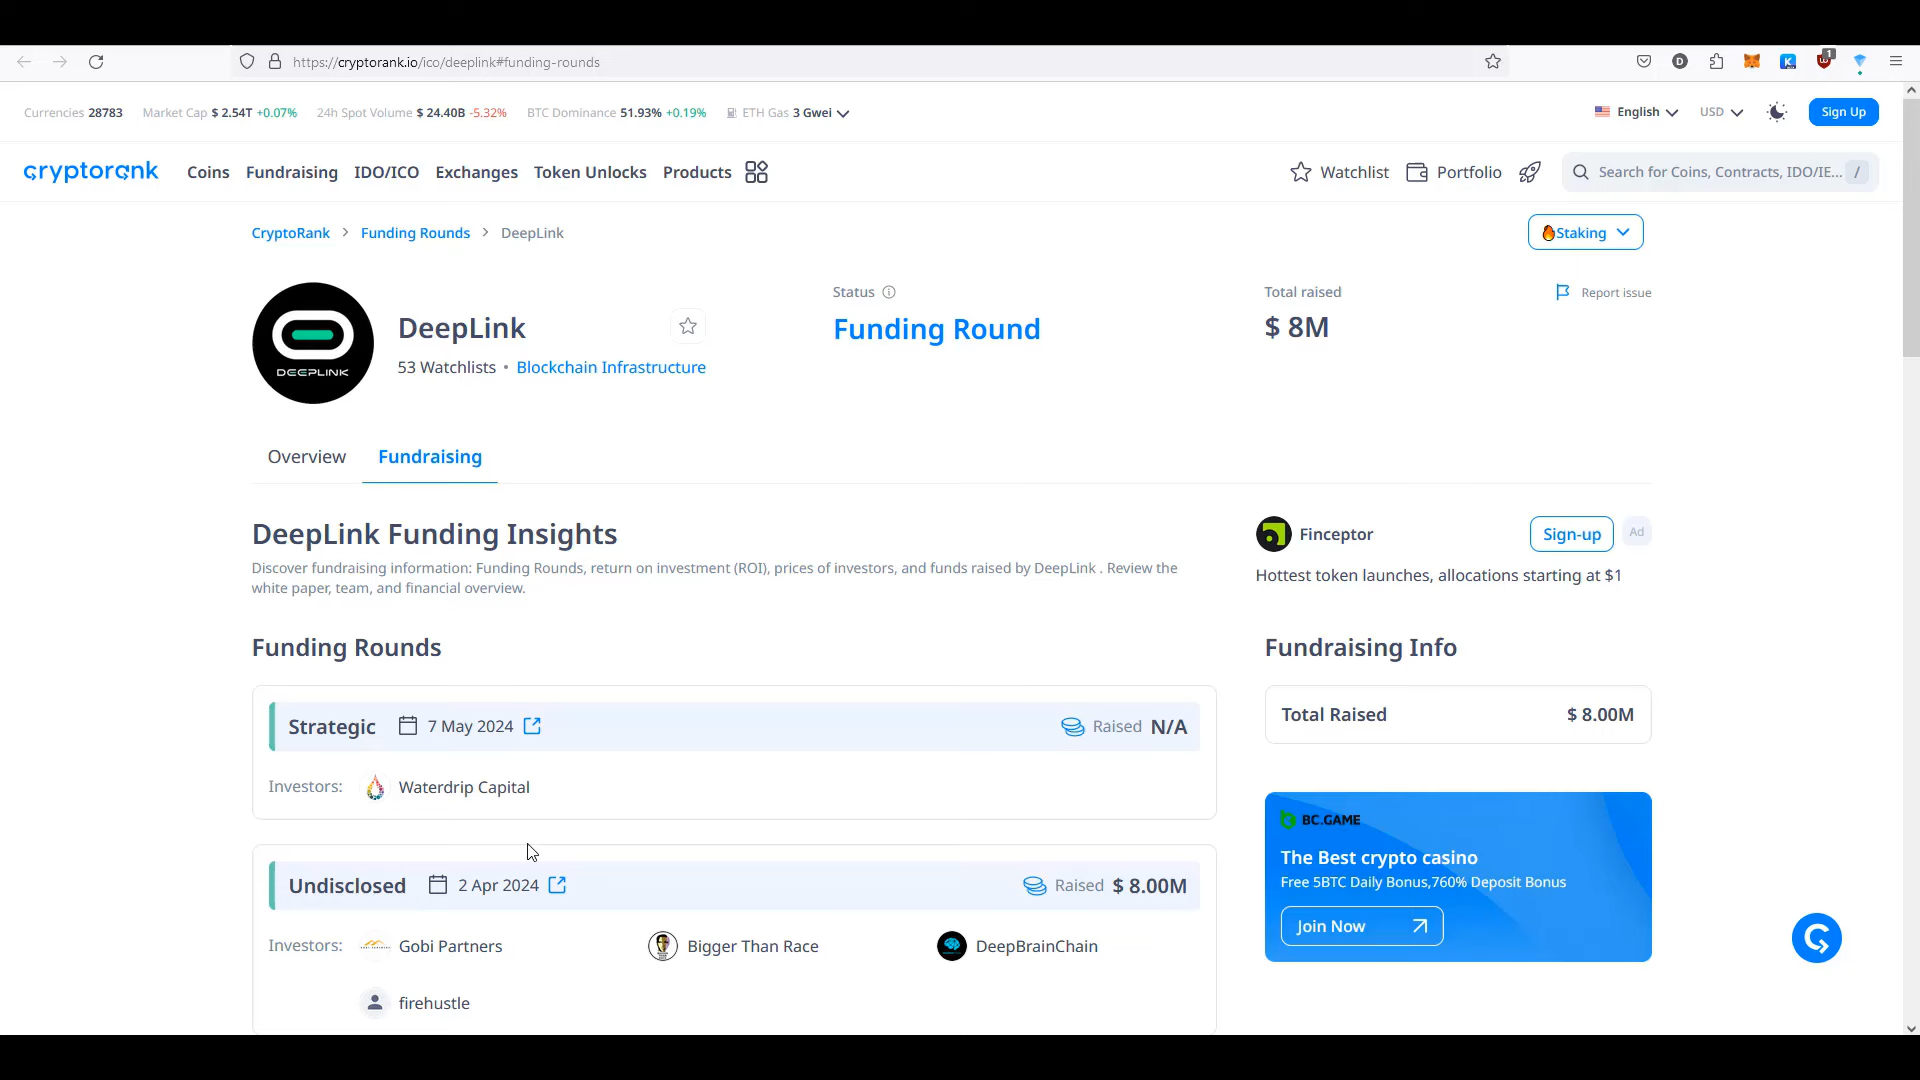 https://cryptorank.io/ico/deeplink#funding-rounds
D
K
1
Currencies 28783 Market Cap $ 2.54T +0.07% 24h Spot Volume $ 24.40B -5.32% BTC Dominance 51.93% +0.19% ETH Gas 3 Gwei English USD Sign Up
cryptorank Coins Fundraising IDO/ICO Exchanges Token Unlocks Products Watchlist Portfolio Search for Coins, Contracts, IDO/IE... /
CryptoRank > Funding Rounds > DeepLink Staking
Status Total raised Report issue
DeepLink Funding Round $ 8M
53 Watchlists • Blockchain Infrastructure
DEEPLINK
Overview Fundraising
DeepLink Funding Insights
Discover fundraising information: Funding Rounds, return on investment (ROI), prices of investors, and funds raised by DeepLink . Review the
white paper, team, and financial overview.
Finceptor Sign-up Ad
Hottest token launches, allocations starting at $1
Funding Rounds
Strategic 7 May 2024 Raised N/A
Investors: Waterdrip Capital
Undisclosed 2 Apr 2024 Raised $ 8.00M
Investors: Gobi Partners Bigger Than Race DeepBrainChain
firehustle
Fundraising Info
Total Raised $ 8.00M
BC.GAME
The Best crypto casino
Free 5BTC Daily Bonus,760% Deposit Bonus
Join Now